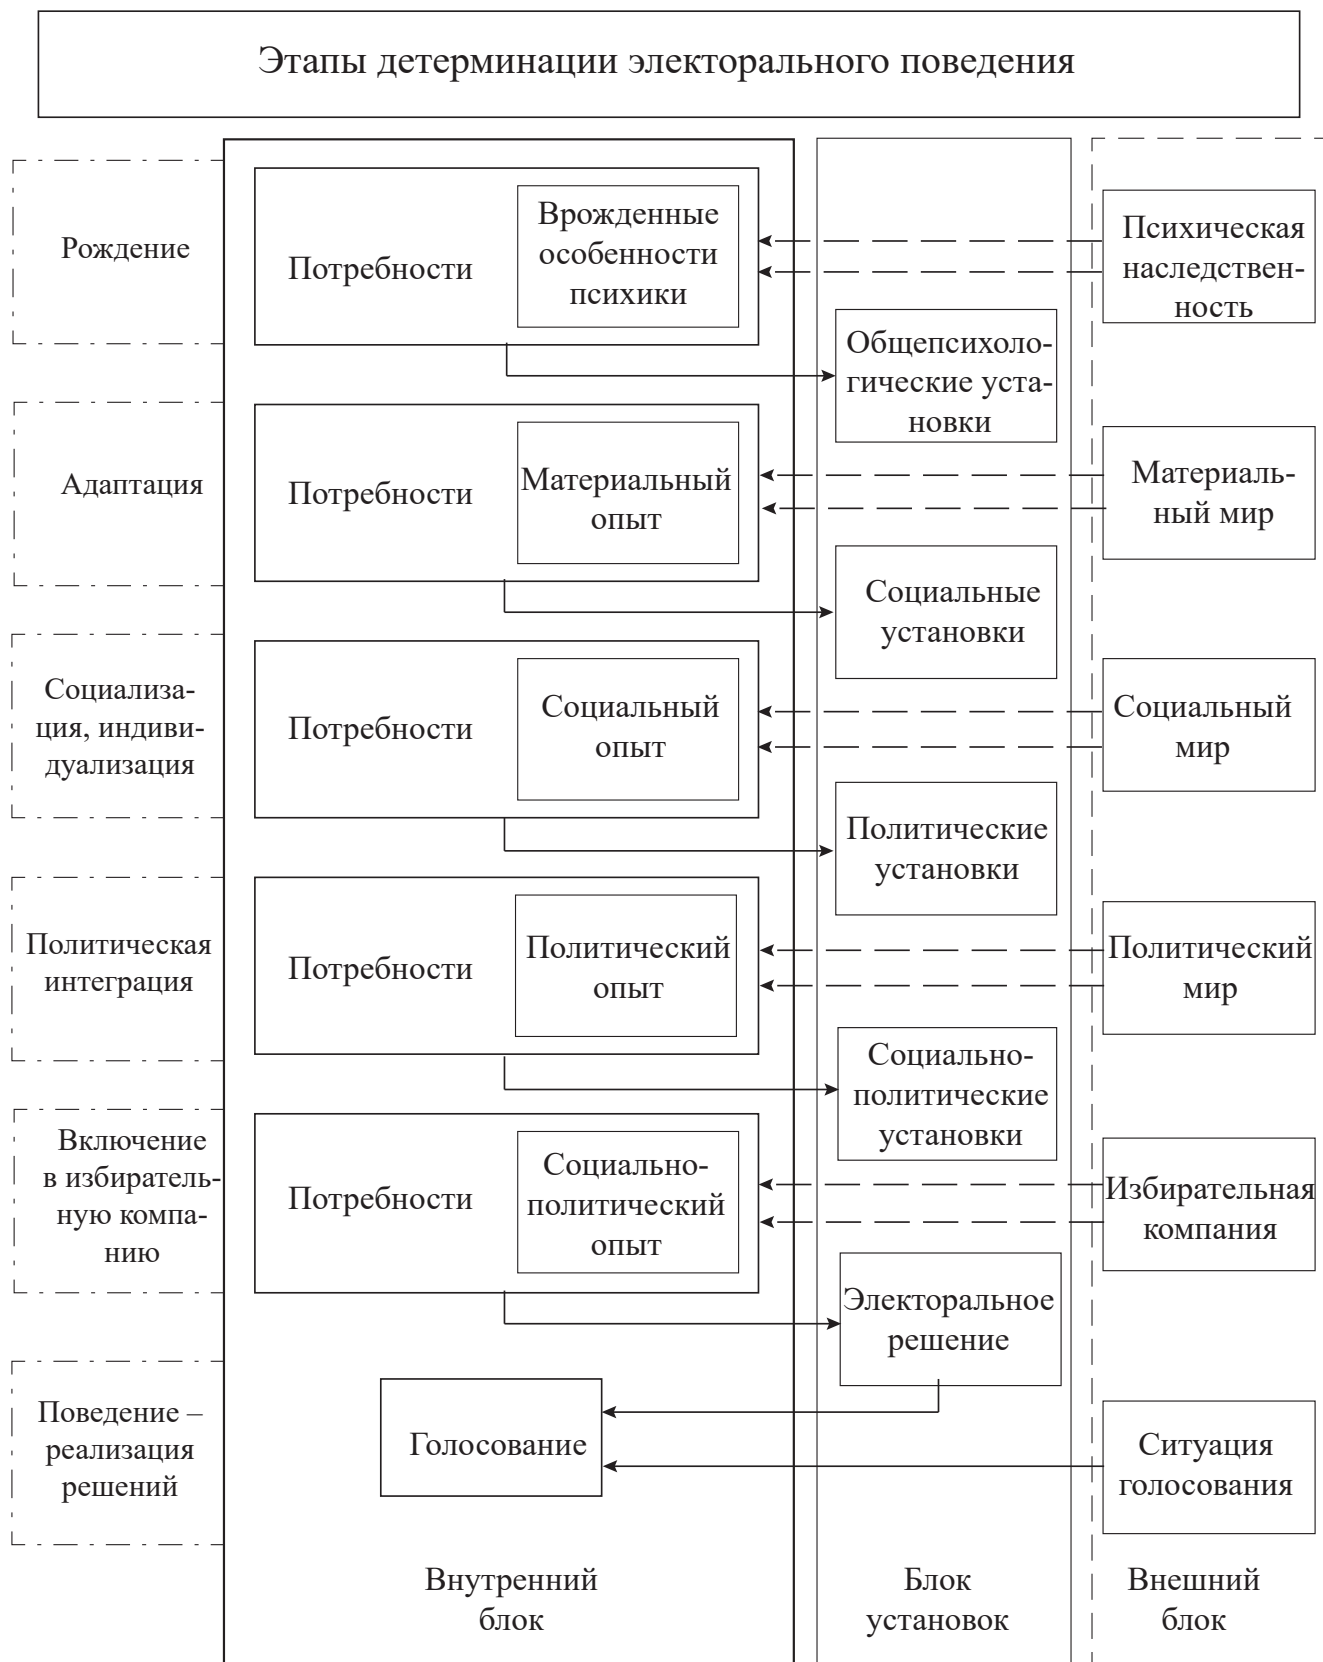 Этапы детерминации электорального поведения
Рождение
Потребности
Врожденные
особенности
психики
Психическая
наследствен-
ность
Общепсихоло-
гические уста-
новки
Адаптация
Потребности
Материальный
опыт
Материаль-
ный мир
Социальные
установки
Социализа-
ция, индиви-
дуализация
Потребности
Социальный
опыт
Социальный
мир
Политические
установки
Политическая
интеграция
Потребности
Политический
опыт
Политический
мир
Социально-
политические
установки
Включение
в избиратель-
ную компа-
нию
Потребности
Социально-
политический
опыт
Избирательная
компания
Электоральное
решение
Поведение –
реализация
решений
Голосование
Ситуация
голосования
Внутренний
блок
Блок
установок
Внешний
блок